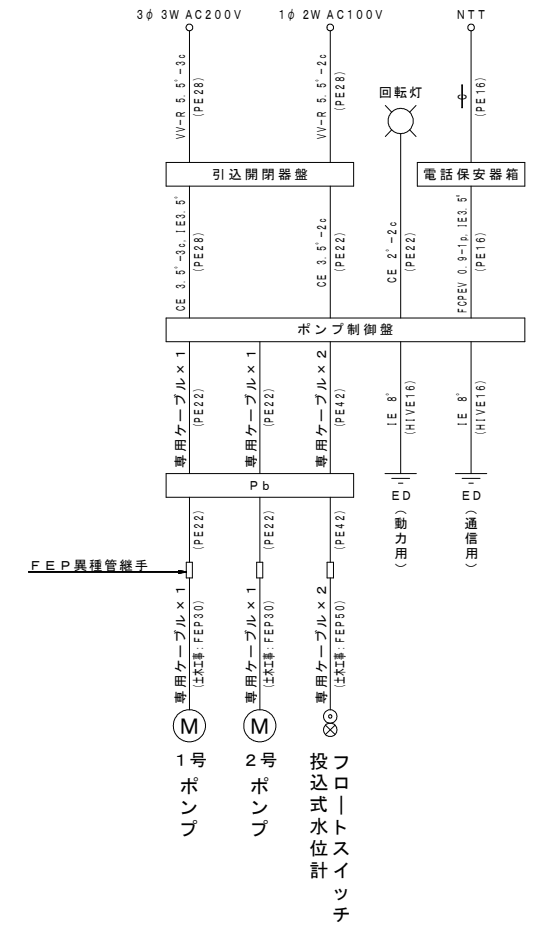 3φ 3W AC200V
1φ 2W AC100V
NTT
VV-R 5.5°-3c
(PE28)
VV-R 5.5°-2c
(PE28)
回転灯
(PE16)
引込開閉器盤
電話保安器箱
CE 3.5°-3c, IE3.5°
(PE28)
CE 3.5°-2c
(PE22)
CE 2°-2c
(PE22)
FCPEV 0.9-1p, IE3.5°
(PE16)
ポンプ制御盤
専用ケーブル×1
(PE22)
専用ケーブル×1
(PE22)
専用ケーブル×2
(PE42)
IE 8°
(HIVE16)
IE 8°
(HIVE16)
Pb
ED
(動力用)
ED
(通信用)
(PE22)
(PE22)
(PE42)
FEP異種管継手
専用ケーブル×1
(土木工事:FEP30)
専用ケーブル×1
(土木工事:FEP30)
専用ケーブル×2
(土木工事:FEP50)
M
M
1号
ポンプ
2号
ポンプ
フロートスイッチ
投込式水位計